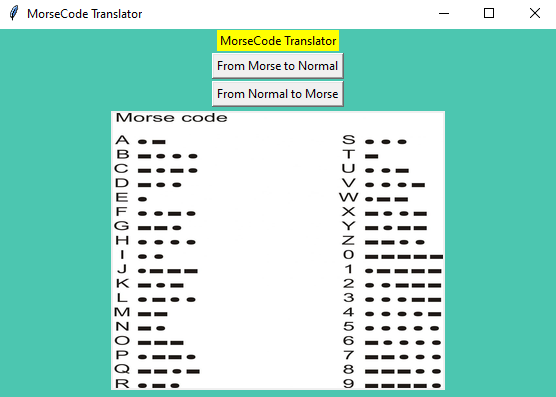 MorseCode Translator
MorseCode Translator
From Morse to Normal
From Normal to Morse
Morse code
A •–
B –•••
C –•–•
D –••
E •
F ••–•
G ––•
H ••••
I ••
J •–––
K –•–
L •–••
M ––
N –•
O –––
P •––•
Q ––•–
R •–•
S •••
T –
U ••–
V •••–
W •––
X –••–
Y –•––
Z ––••
0 –––––
1 •––––
2 ••–––
3 •••––
4 ••••–
5 •••••
6 –••••
7 ––•••
8 –––••
9 ––––•